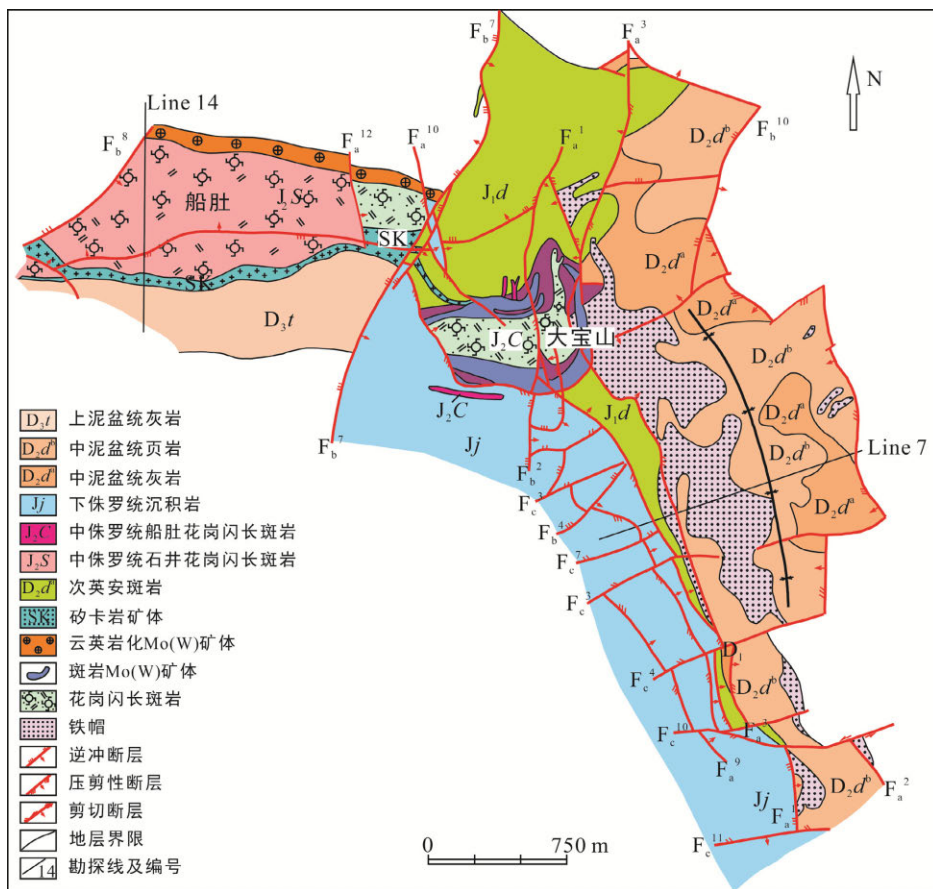 F_b^7
F_a^3
N
Line 14
F_b^8
F_a^12
F_a^10
F_a^1
D_2d^b
F_b^10
船肚
J_2S
J_1d
SK
D_2d^a
SK
D_3t
D_2d^a
J_2C
大宝山
D_2d^b
J_2C
J_1d
D_2d^a
D_2d^b
Line 7
D_2d^a
F_b^7
Jj
F_b^2
F_c^3
F_b^4
F_c^7
F_c^3
D_1
F_c^4
D_2d^b
F_c^10
F_a^3
F_a^9
Jj
F_a^1
D_2d^b
F_a^2
F_c^11
D_3t 上泥盆统灰岩
D_2d^b 中泥盆统页岩
D_2d^a 中泥盆统灰岩
Jj 下侏罗统沉积岩
J_2C 中侏罗统船肚花岗闪长斑岩
J_2S 中侏罗统石井花岗闪长斑岩
D_2d^a 次英安斑岩
SK 矽卡岩矿体
云英岩化Mo(W)矿体
斑岩Mo(W)矿体
花岗闪长斑岩
铁帽
逆冲断层
压剪性断层
剪切断层
地层界限
14 勘探线及编号
0 750 m